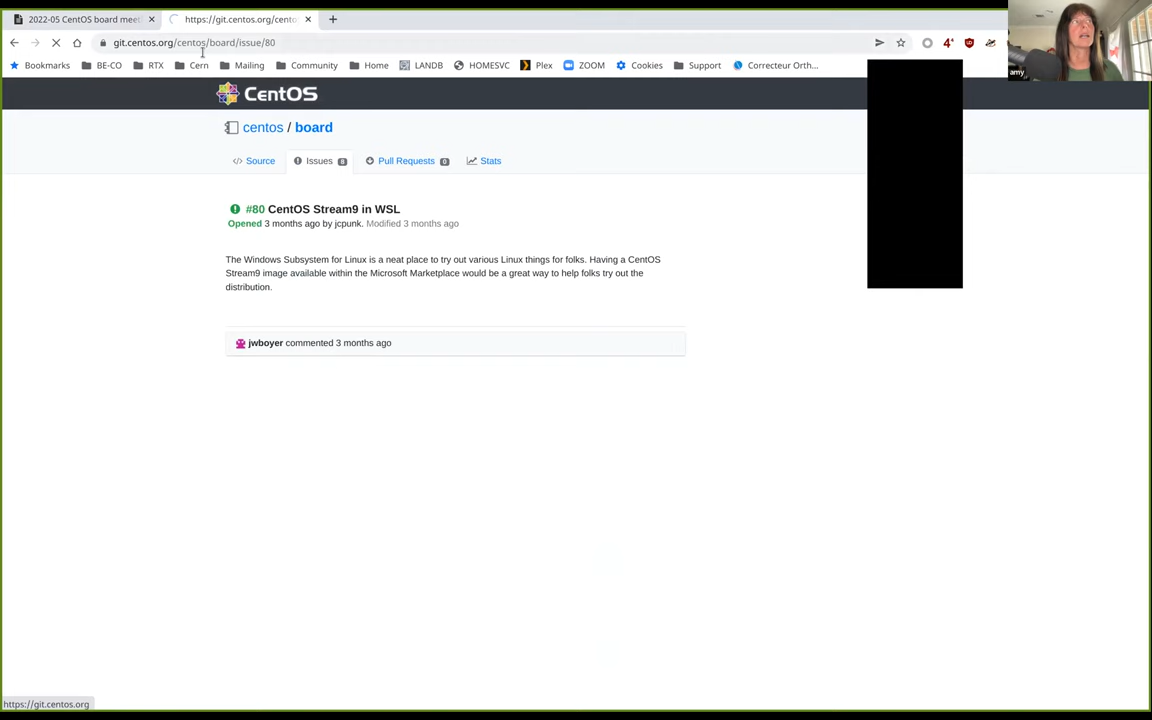 2022-05 CentOS board meet
https://git.centos.org/cento
git.centos.org/centos/board/issue/80
Bookmarks BE-CO RTX Cern Mailing Community Home LANDB HOMESVC Plex ZOOM Cookies Support Correcteur Orth...
amy
CentOS
centos / board
Source Issues 8 Pull Requests 0 Stats
#80 CentOS Stream9 in WSL
Opened 3 months ago by jcpunk. Modified 3 months ago
The Windows Subsystem for Linux is a neat place to try out various Linux things for folks. Having a CentOS
Stream9 image available within the Microsoft Marketplace would be a great way to help folks try out the
distribution.
jwboyer commented 3 months ago
https://git.centos.org